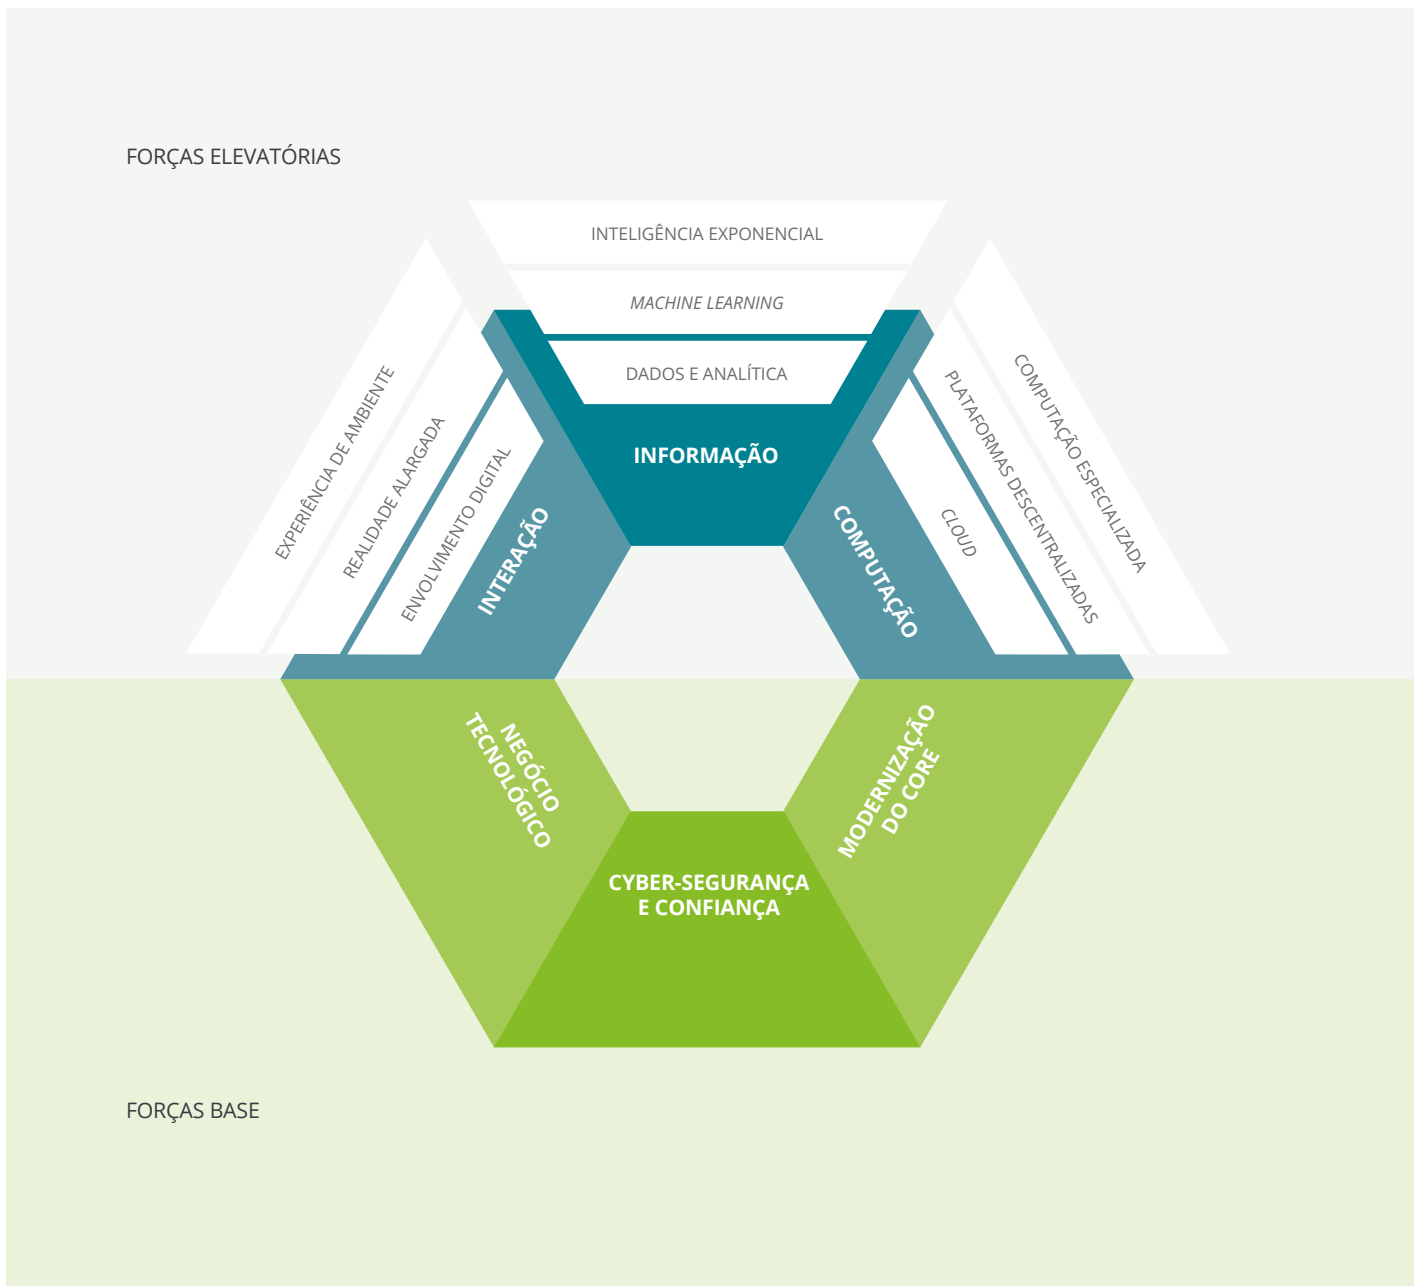 FORÇAS ELEVATÓRIAS
INTELIGÊNCIA EXPONENCIAL
MACHINE LEARNING
DADOS E ANALÍTICA
INFORMAÇÃO
EXPERIÊNCIA DE AMBIENTE
REALIDADE ALARGADA
ENVOLVIMENTO DIGITAL
INTERAÇÃO
COMPUTAÇÃO
CLOUD
PLATAFORMAS DESCENTRALIZADAS
COMPUTAÇÃO ESPECIALIZADA
NEGÓCIO
TECNOLÓGICO
MODERNIZAÇÃO
DO CORE
CYBER-SEGURANÇA
E CONFIANÇA
FORÇAS BASE